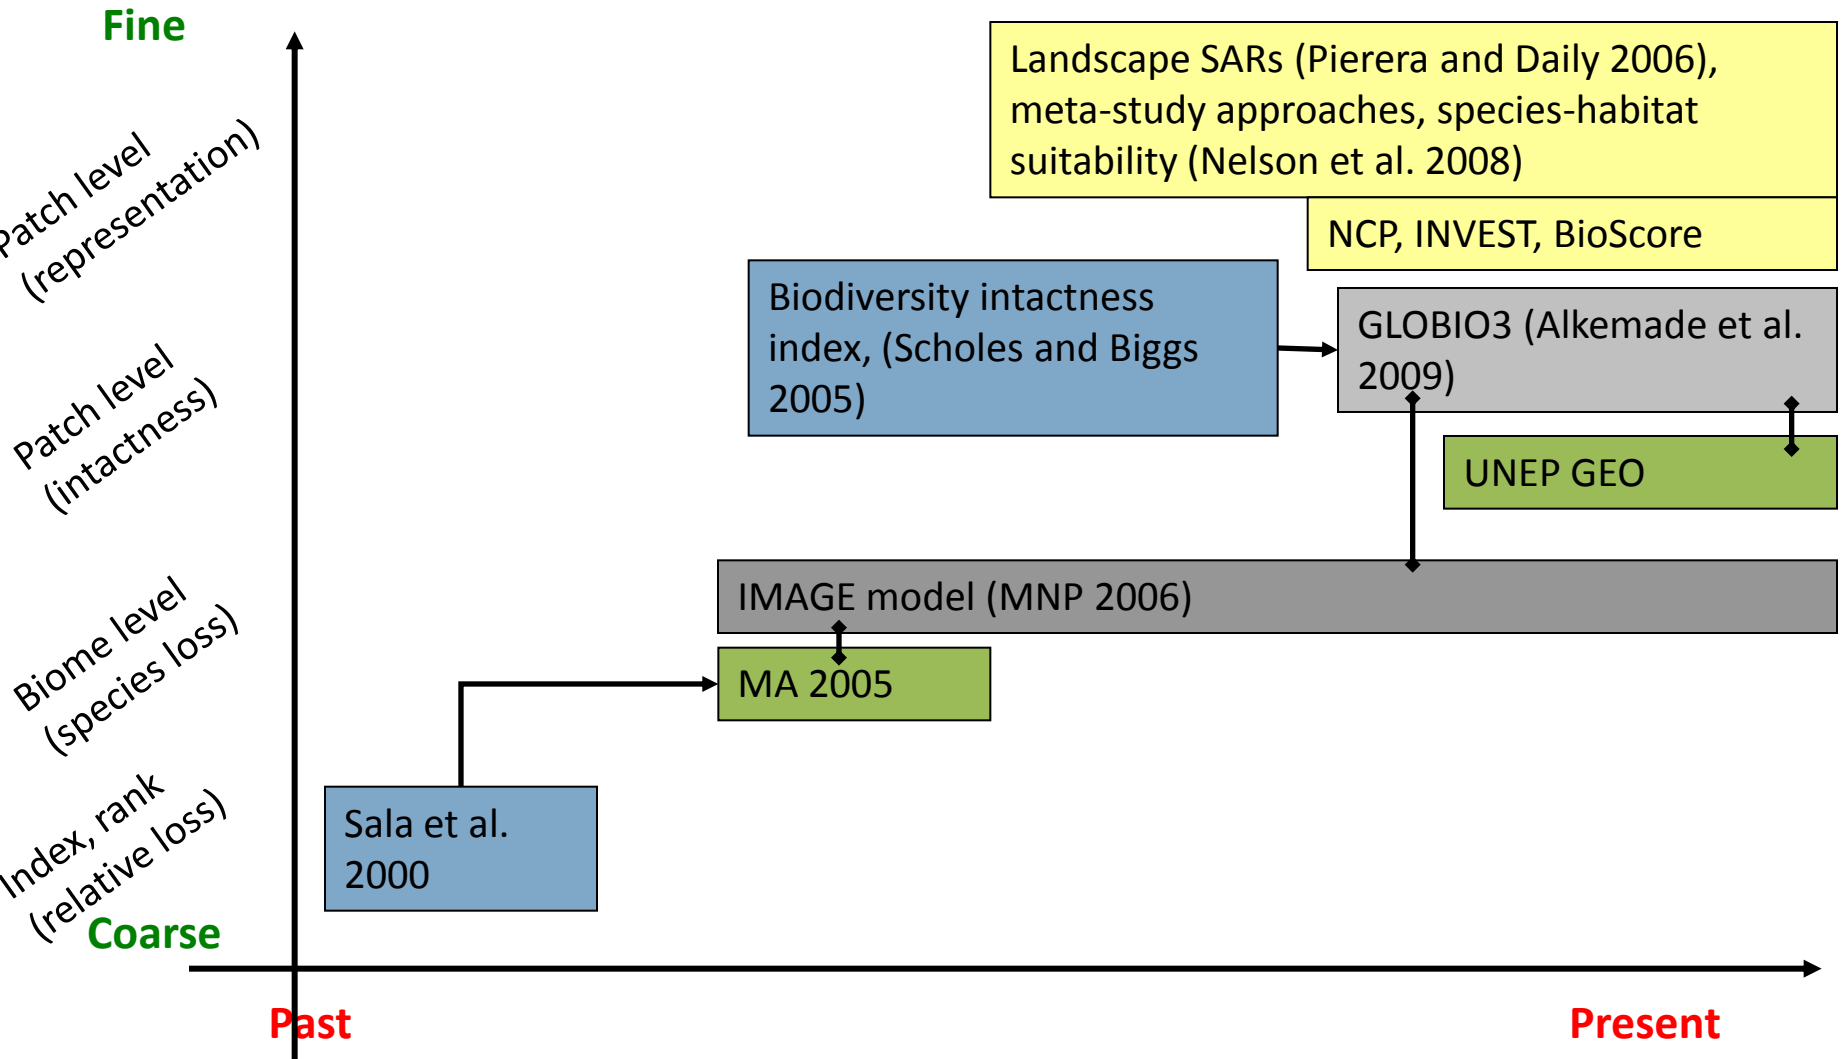 Fine
Landscape SARs (Pierera and Daily 2006),
meta-study approaches, species-habitat
suitability (Nelson et al. 2008)
Patch level
(representation)
NCP, INVEST, BioScore
Biodiversity intactness
index, (Scholes and Biggs
2005)
GLOBIO3 (Alkemade et al.
2009)
Patch level
(intactness)
UNEP GEO
IMAGE model (MNP 2006)
Biome level
(species loss)
MA 2005
Index, rank
(relative loss)
Sala et al.
2000
Coarse
Past
Present